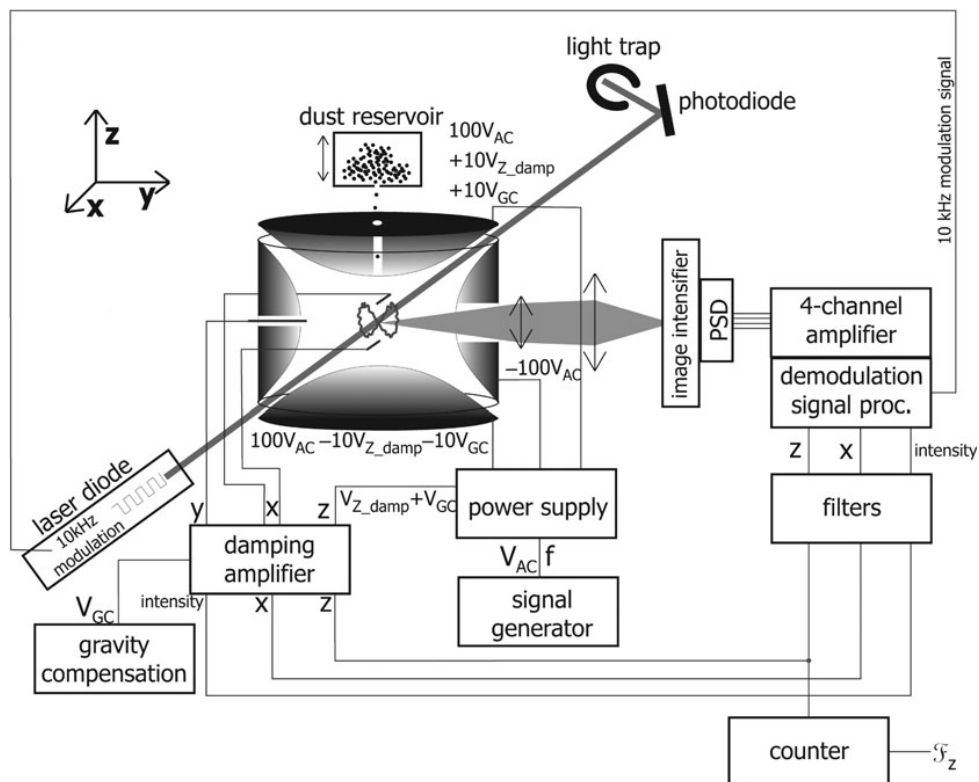 light trap
photodiode
dust reservoir
100V_AC
+10V_Z_damp
+10V_GC
z
y
x
10 kHz modulation signal
image intensifier
PSD
4-channel
amplifier
demodulation
signal proc.
−100V_AC
100V_AC −10V_Z_damp −10V_GC
z
x
intensity
laser diode
10kHz
modulation
y
x
z
V_Z_damp+V_GC
power supply
filters
damping
amplifier
V_AC f
V_GC
intensity
x
z
signal
generator
gravity
compensation
counter
ℱ_z